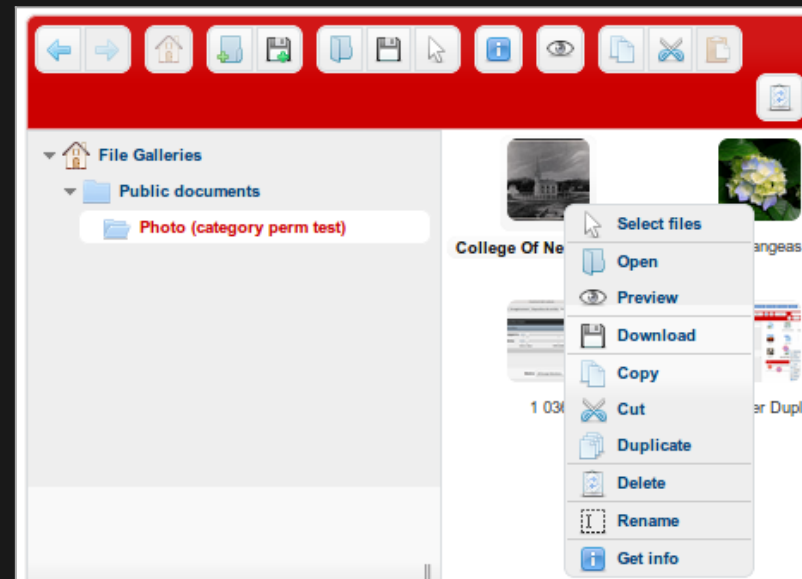 File Galleries
Public documents
Photo (category perm test)
College Of Ne
angeas
1 036
er Dupl
Select files
Open
Preview
Download
Copy
Cut
Duplicate
Delete
Rename
Get info